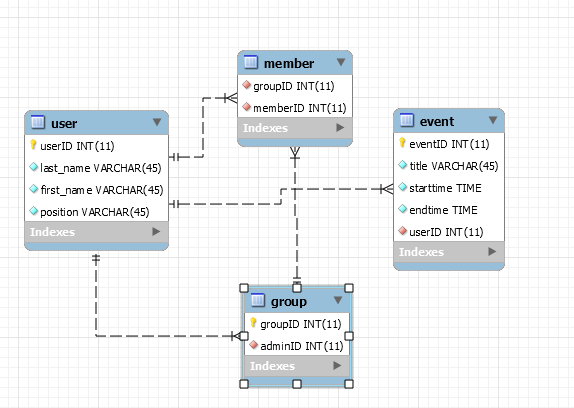 member
groupID INT(11)
memberID INT(11)
Indexes
user
userID INT(11)
last_name VARCHAR(45)
first_name VARCHAR(45)
position VARCHAR(45)
Indexes
event
eventID INT(11)
title VARCHAR(45)
starttime TIME
endtime TIME
userID INT(11)
Indexes
group
groupID INT(11)
adminID INT(11)
Indexes